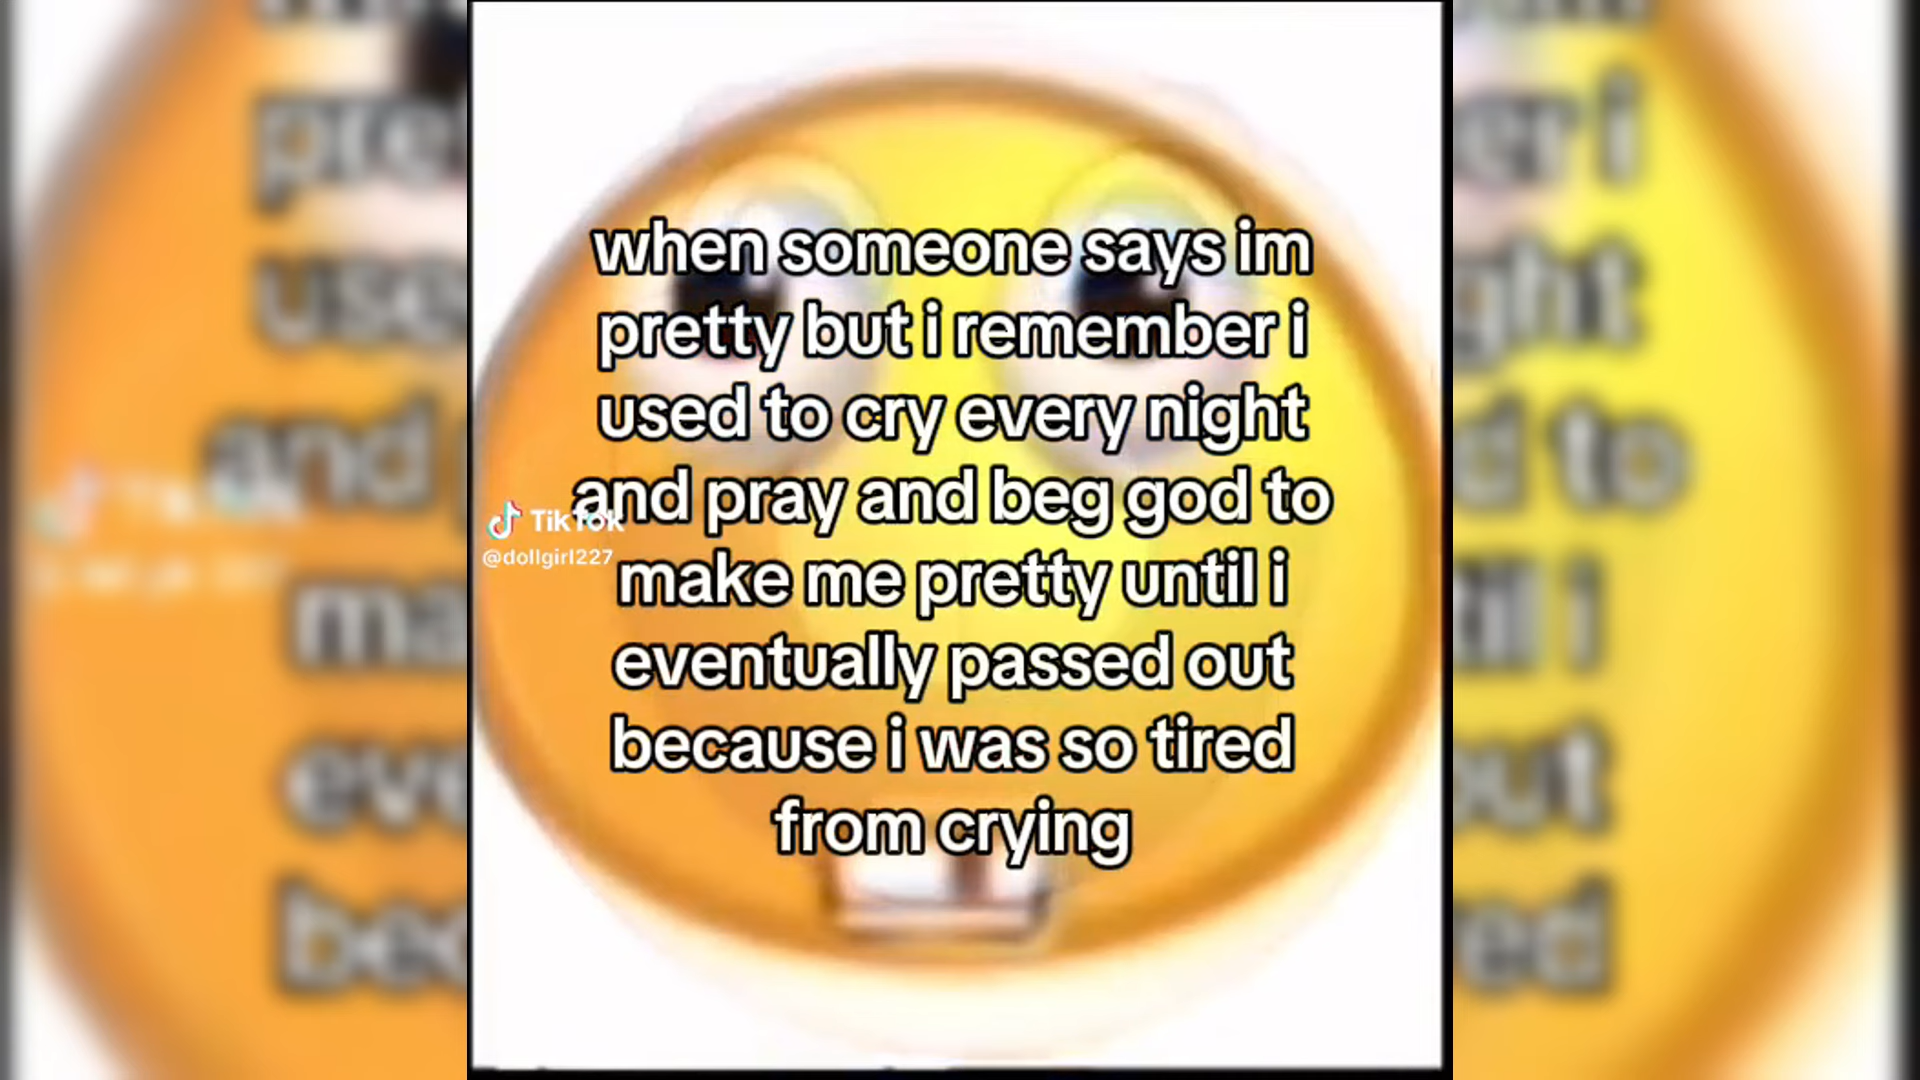 when someone says im
pretty but i remember i
used to cry every night
and pray and beg god to
make me pretty until i
eventually passed out
because i was so tired
from crying
TikTok
@dollgirl227